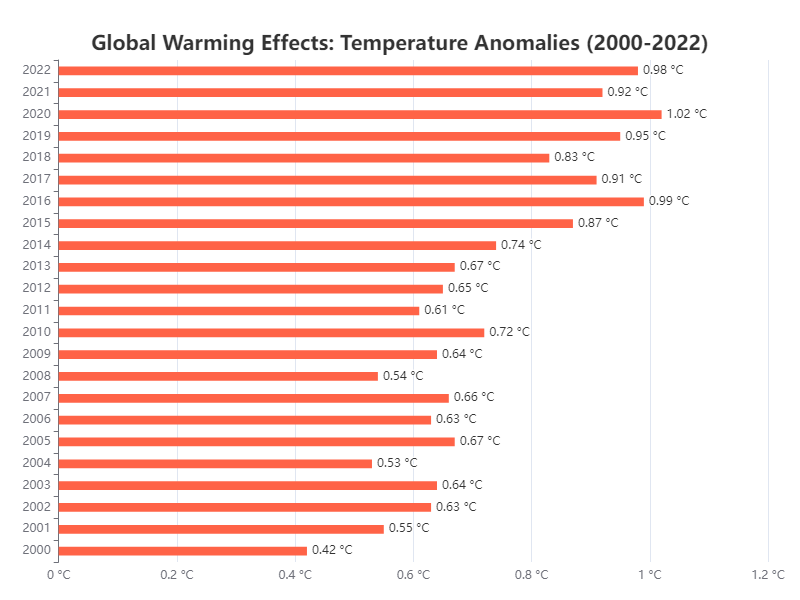 Global Warming Effects: Temperature Anomalies (2000-2022)
2022 0.98 °C
2021 0.92 °C
2020 1.02 °C
2019 0.95 °C
2018 0.83 °C
2017 0.91 °C
2016 0.99 °C
2015 0.87 °C
2014 0.74 °C
2013 0.67 °C
2012 0.65 °C
2011 0.61 °C
2010 0.72 °C
2009 0.64 °C
2008 0.54 °C
2007 0.66 °C
2006 0.63 °C
2005 0.67 °C
2004 0.53 °C
2003 0.64 °C
2002 0.63 °C
2001 0.55 °C
2000 0.42 °C
0 °C 0.2 °C 0.4 °C 0.6 °C 0.8 °C 1 °C 1.2 °C